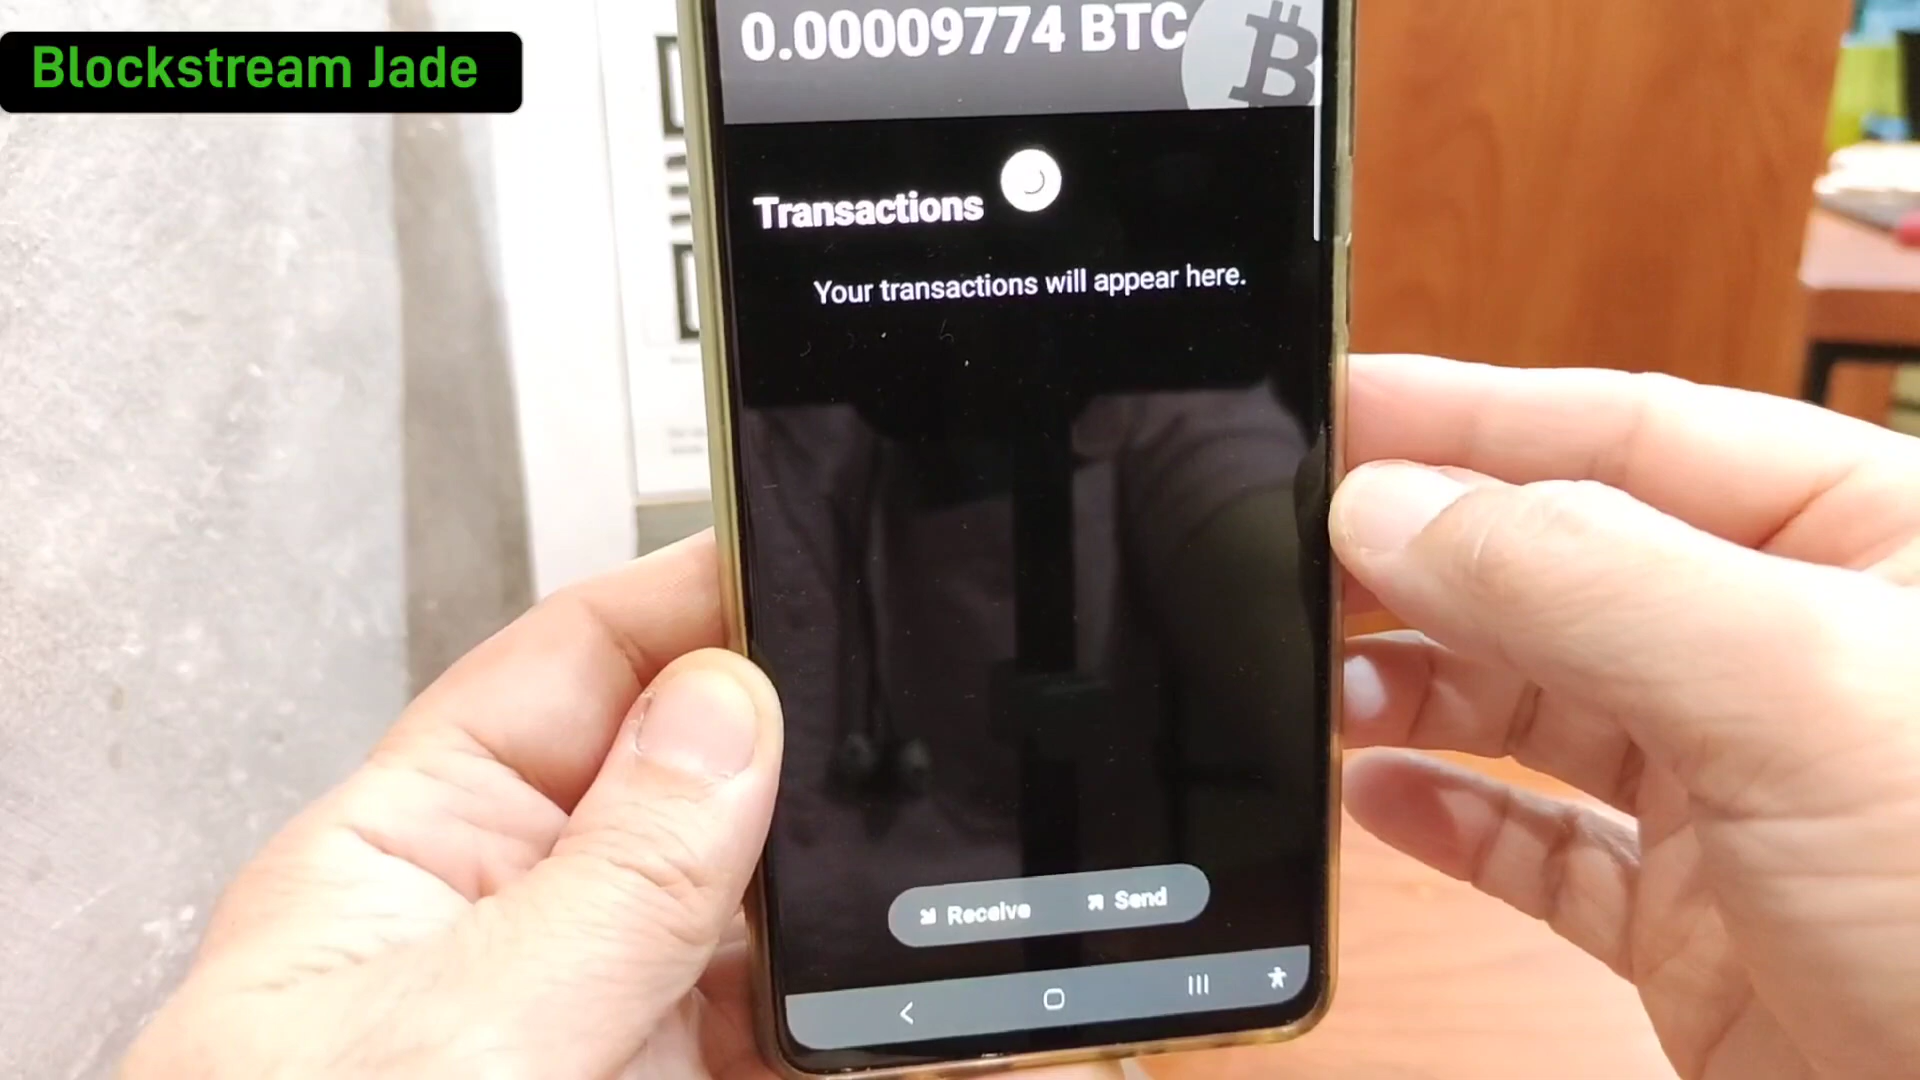 Blockstream Jade
0.00009774 BTC
Transactions
Your transactions will appear here.
Receive Send